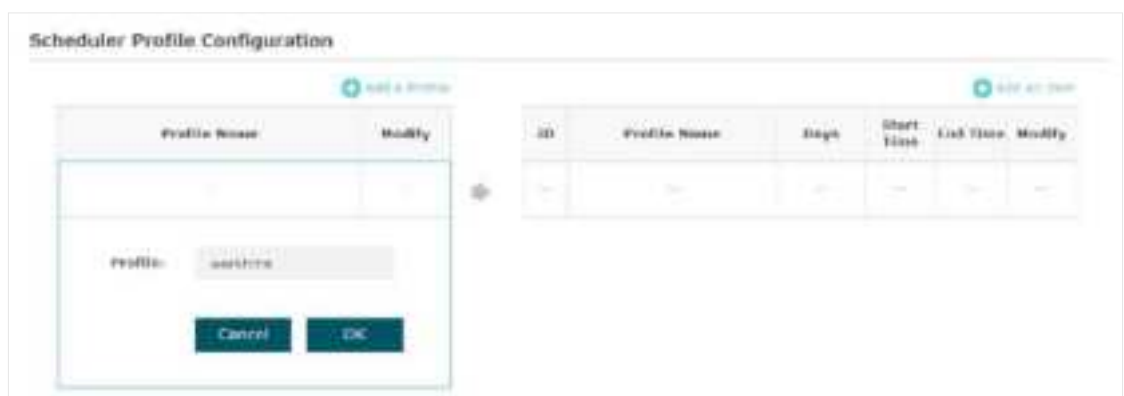 Scheduler Profile Configuration
Add a Profile
Add an Item
Profile Name Modify
ID Profile Name Days Start Time End Time Modify
Profile:
Cancel OK